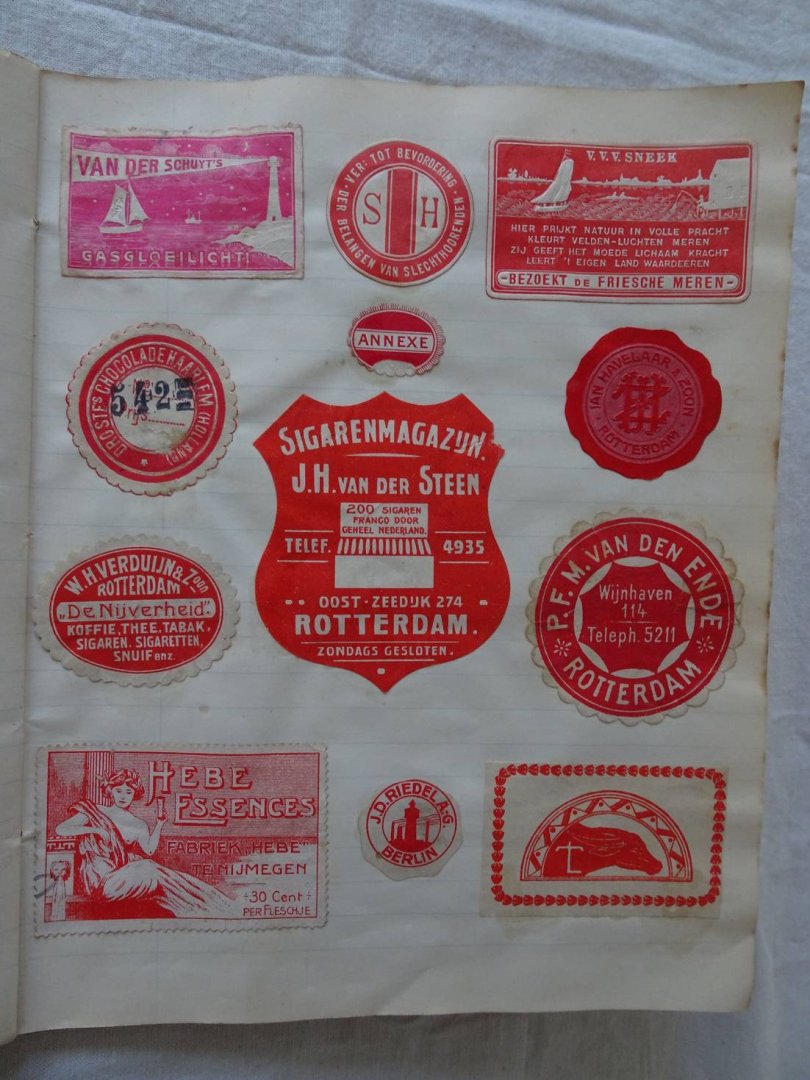 VAN DER SCHUYT'S
GASGLOEILICHT!
VER: TOT BEVORDERING
DER BELANGEN VAN SLECHTHOORENDEN.
S H
V.V.V. SNEEK
HIER PRIJKT NATUUR IN VOLLE PRACHT
KLEURT VELDEN-LUCHTEN MEREN
ZIJ GEEFT HET MOEDE LICHAAM KRACHT
LEERT 'T EIGEN LAND WAARDEEREN
-BEZOEKT DE FRIESCHE MEREN-
ANNEXE
DROSTE'S CHOCOLADE HAARLEM (HOLLAND)
542
SIGARENMAGAZIJN.
J.H. VAN DER STEEN
200 SIGAREN
FRANCO DOOR
GEHEEL NEDERLAND.
TELEF. 4935
OOST-ZEEDIJK 274
ROTTERDAM.
ZONDAGS GESLOTEN.
JAN HAVELAAR & ZOON
ROTTERDAM
W.H. VERDUIJN & Zoon
ROTTERDAM
"De Nijverheid".
KOFFIE, THEE, TABAK,
SIGAREN, SIGARETTEN,
SNUIF enz.
P.F.M. VAN DEN ENDE
Wijnhaven
114
Teleph. 5211
ROTTERDAM
HEBE
ESSENCES
FABRIEK "HEBE"
TE NIJMEGEN
30 Cent
PER FLESCHJE
J.D. RIEDEL A.-G.
BERLIN